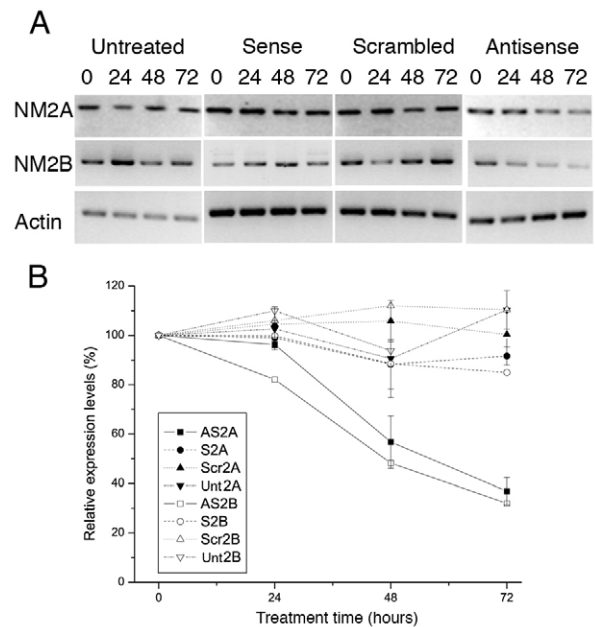 A
Untreated Sense Scrambled Antisense
0 24 48 72 0 24 48 72 0 24 48 72 0 24 48 72
NM2A
NM2B
Actin
B
120
100
80
60
40
20
0
Relative expression levels (%)
AS2A
S2A
Scr2A
Unt2A
AS2B
S2B
Scr2B
Unt2B
0 24 48 72
Treatment time (hours)